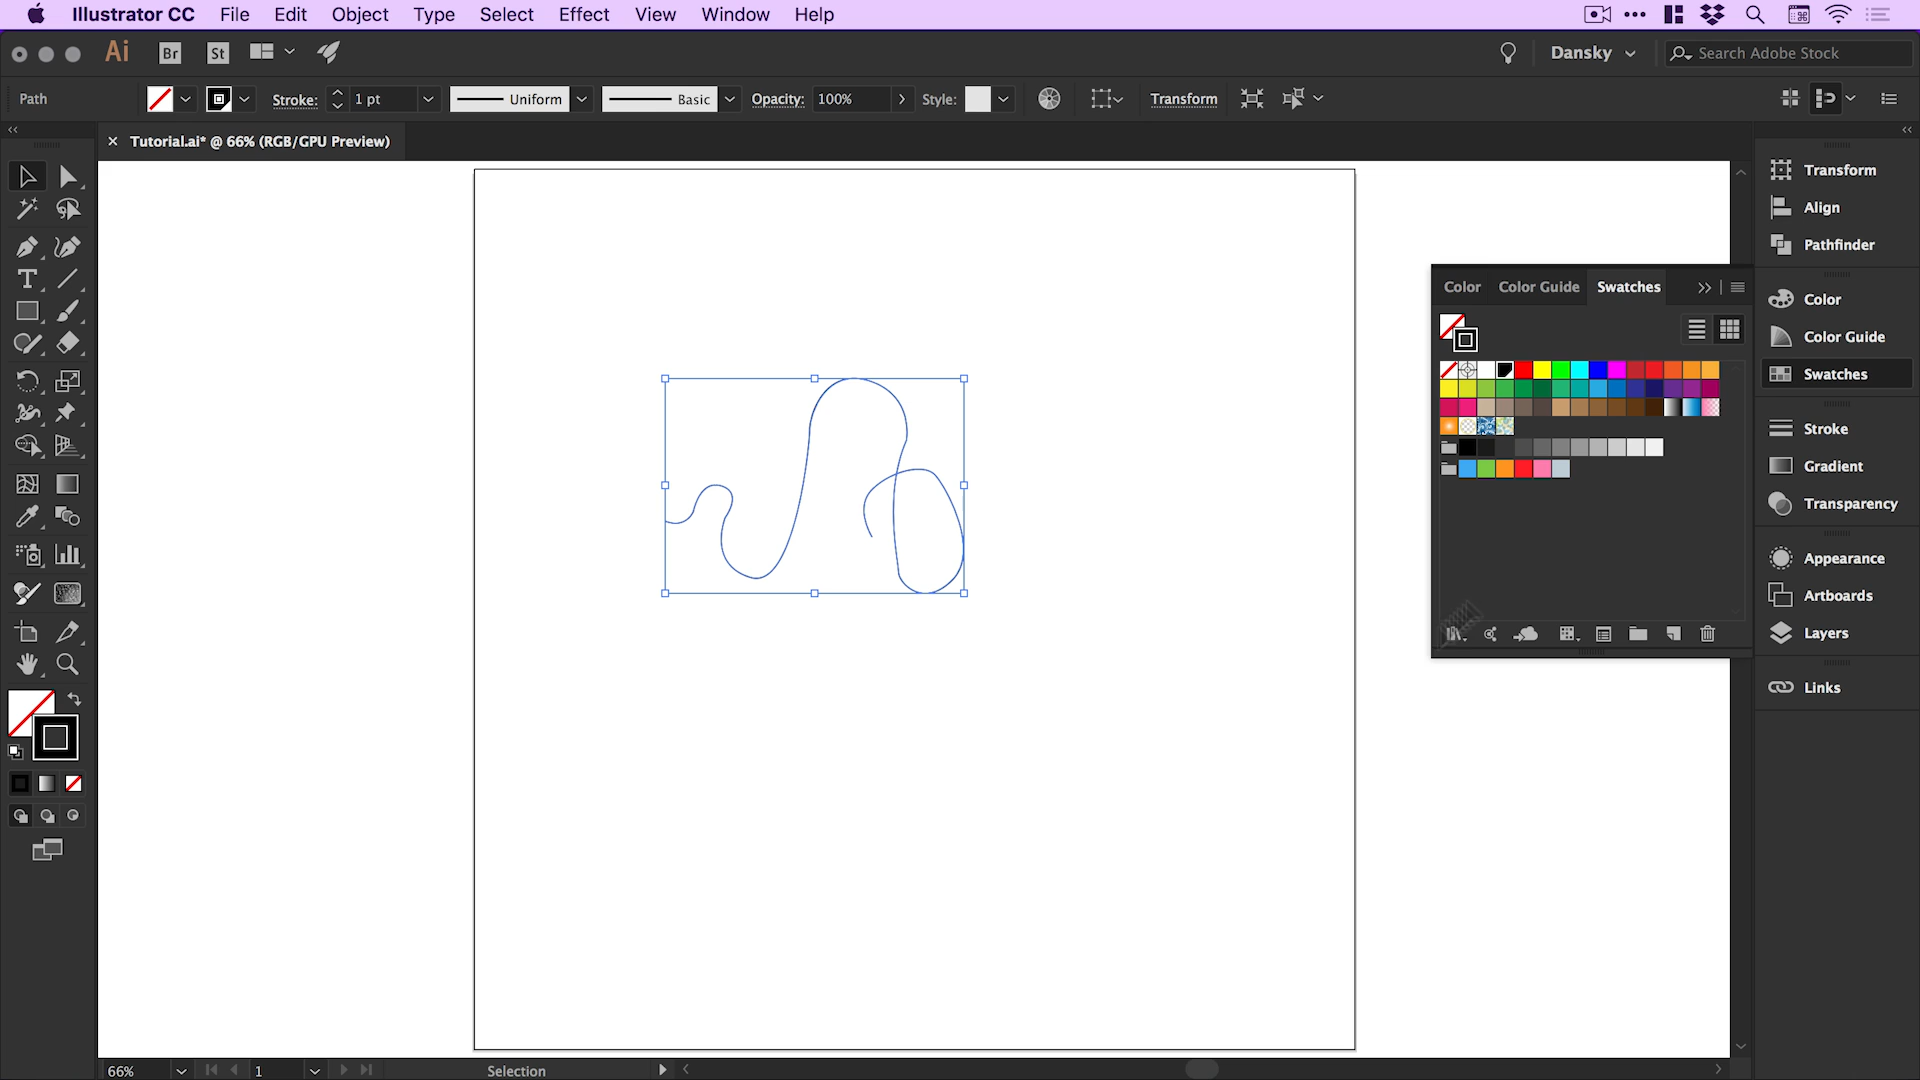 Illustrator CC File Edit Object Type Select Effect View Window Help
Ai Br St Dansky Search Adobe Stock
Path Stroke: 1 pt Uniform Basic Opacity: 100% Style: Transform
Tutorial.ai* @ 66% (RGB/GPU Preview)
Transform
Align
Pathfinder
Color Color Guide Swatches
Color
Color Guide
Swatches
Stroke
Gradient
Transparency
Appearance
Artboards
Layers
Links
66% 1 Selection